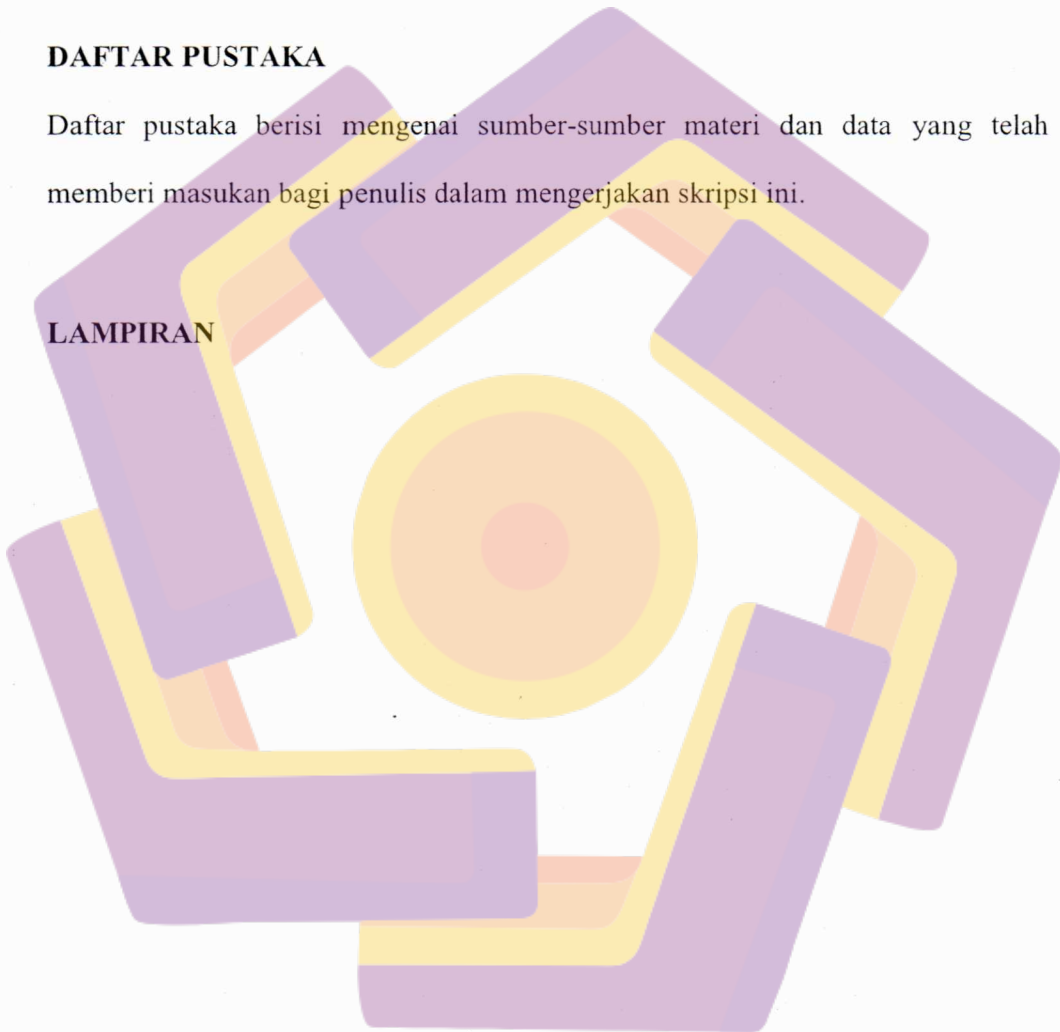 DAFTAR PUSTAKA
Daftar pustaka berisi mengenai sumber-sumber materi dan data yang telah
memberi masukan bagi penulis dalam mengerjakan skripsi ini.
LAMPIRAN